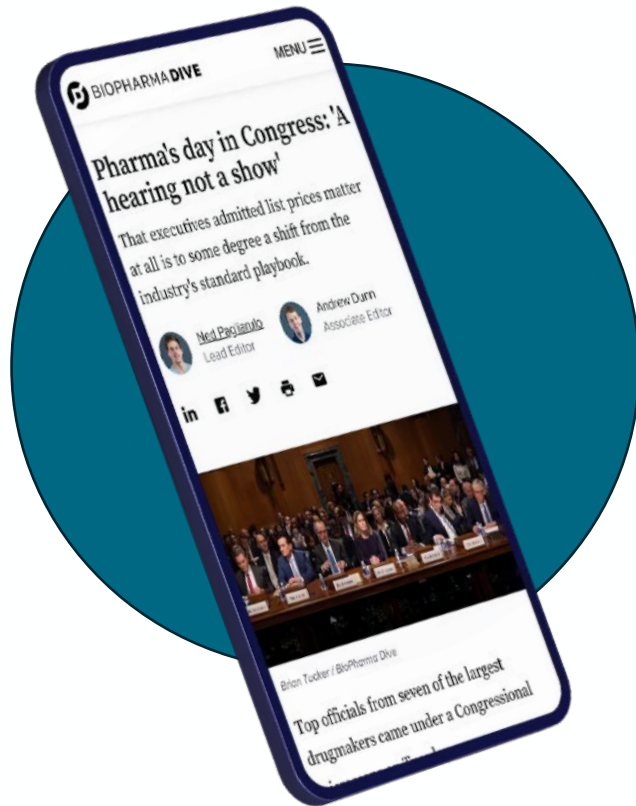 BIOPHARMA DIVE
MENU
Pharma's day in Congress: 'A
hearing not a show'
That executives admitted list prices matter
at all is to some degree a shift from the
industry's standard playbook.
Ned Pagliarulo
Lead Editor
Andrew Dunn
Associate Editor
in
Brian Tucker / BioPharma Dive
Top officials from seven of the largest
drugmakers came under a Congressional